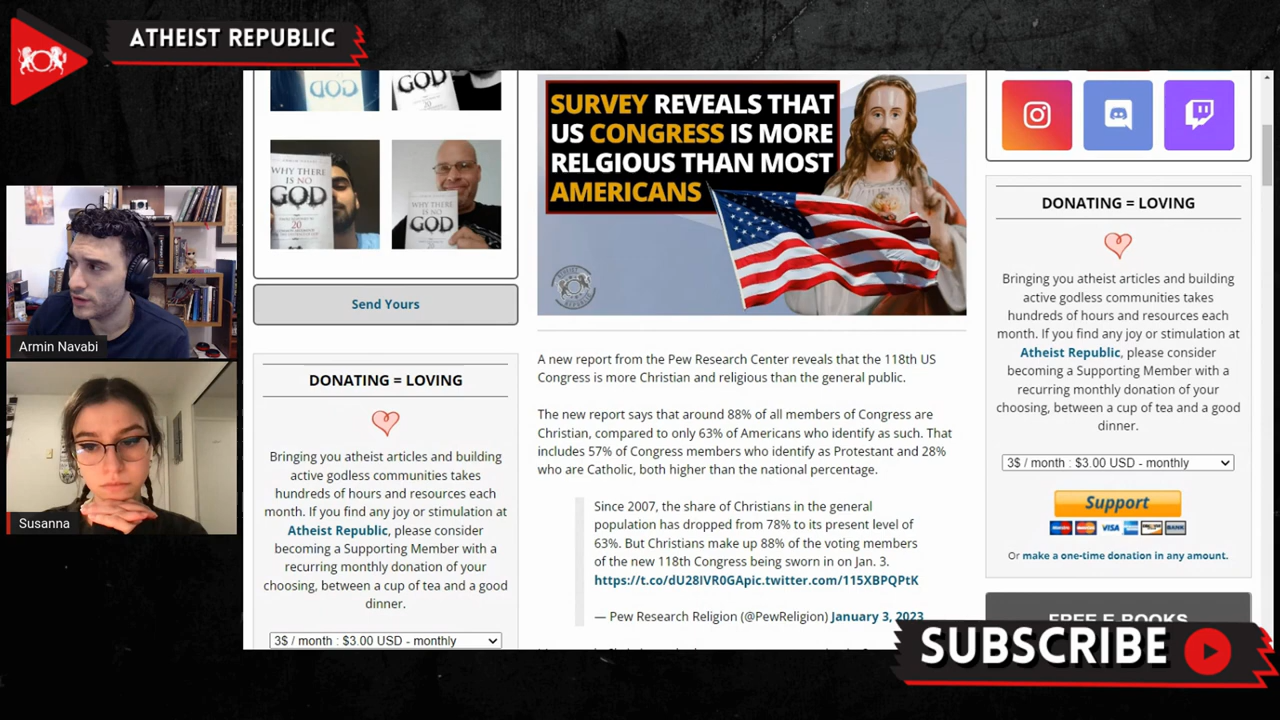 ATHEIST REPUBLIC
Armin Navabi
Susanna
GOD
GOD
WHY THERE
IS NO
GOD
20
WHY THERE
IS NO
GOD
Send Yours
DONATING = LOVING
Bringing you atheist articles and building
active godless communities takes
hundreds of hours and resources each
month. If you find any joy or stimulation at
Atheist Republic, please consider
becoming a Supporting Member with a
recurring monthly donation of your
choosing, between a cup of tea and a good
dinner.
3$ / month : $3.00 USD - monthly
SURVEY REVEALS THAT
US CONGRESS IS MORE
RELGIOUS THAN MOST
AMERICANS
A new report from the Pew Research Center reveals that the 118th US
Congress is more Christian and religious than the general public.
The new report says that around 88% of all members of Congress are
Christian, compared to only 63% of Americans who identify as such. That
includes 57% of Congress members who identify as Protestant and 28%
who are Catholic, both higher than the national percentage.
Since 2007, the share of Christians in the general
population has dropped from 78% to its present level of
63%. But Christians make up 88% of the voting members
of the new 118th Congress being sworn in on Jan. 3.
https://t.co/dU28IVR0GApic.twitter.com/115XBPQPtK
— Pew Research Religion (@PewReligion) January 3, 2023
DONATING = LOVING
Bringing you atheist articles and building
active godless communities takes
hundreds of hours and resources each
month. If you find any joy or stimulation at
Atheist Republic, please consider
becoming a Supporting Member with a
recurring monthly donation of your
choosing, between a cup of tea and a good
dinner.
3$ / month : $3.00 USD - monthly
Support
VISA
BANK
Or make a one-time donation in any amount.
FREE E-BOOKS
SUBSCRIBE